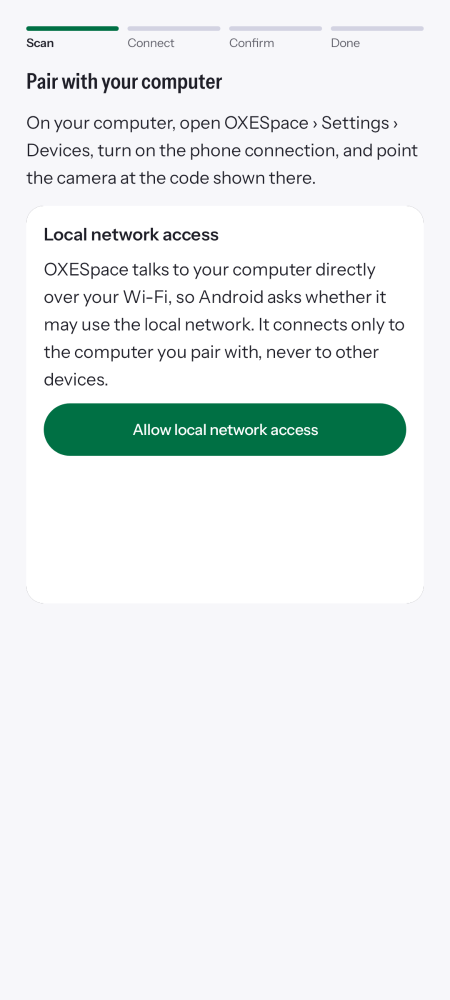 Scan
Connect
Confirm
Done
Pair with your computer
On your computer, open OXESpace › Settings ›
Devices, turn on the phone connection, and point
the camera at the code shown there.
Local network access
OXESpace talks to your computer directly
over your Wi-Fi, so Android asks whether it
may use the local network. It connects only to
the computer you pair with, never to other
devices.
Allow local network access